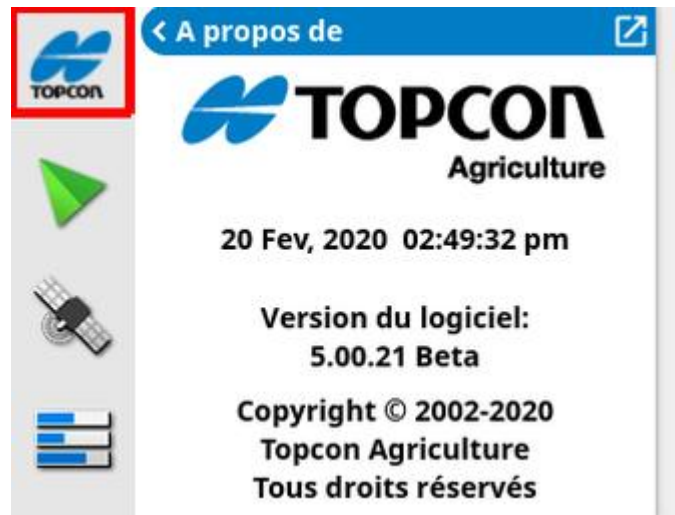 TOPCON
A propos de
TOPCON
Agriculture
20 Fev, 2020 02:49:32 pm
Version du logiciel:
5.00.21 Beta
Copyright © 2002-2020
Topcon Agriculture
Tous droits réservés